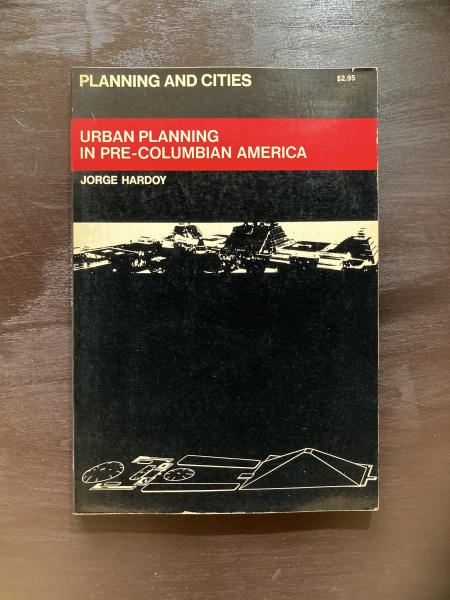 PLANNING AND CITIES
$2.95
URBAN PLANNING
IN PRE-COLUMBIAN AMERICA
JORGE HARDOY